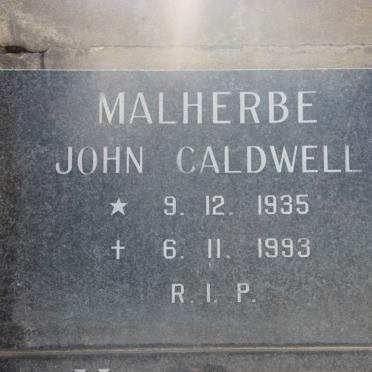 MALHERBE
JOHN CALDWELL
★ 9. 12. 1935
† 6. 11. 1993
R. I. P.